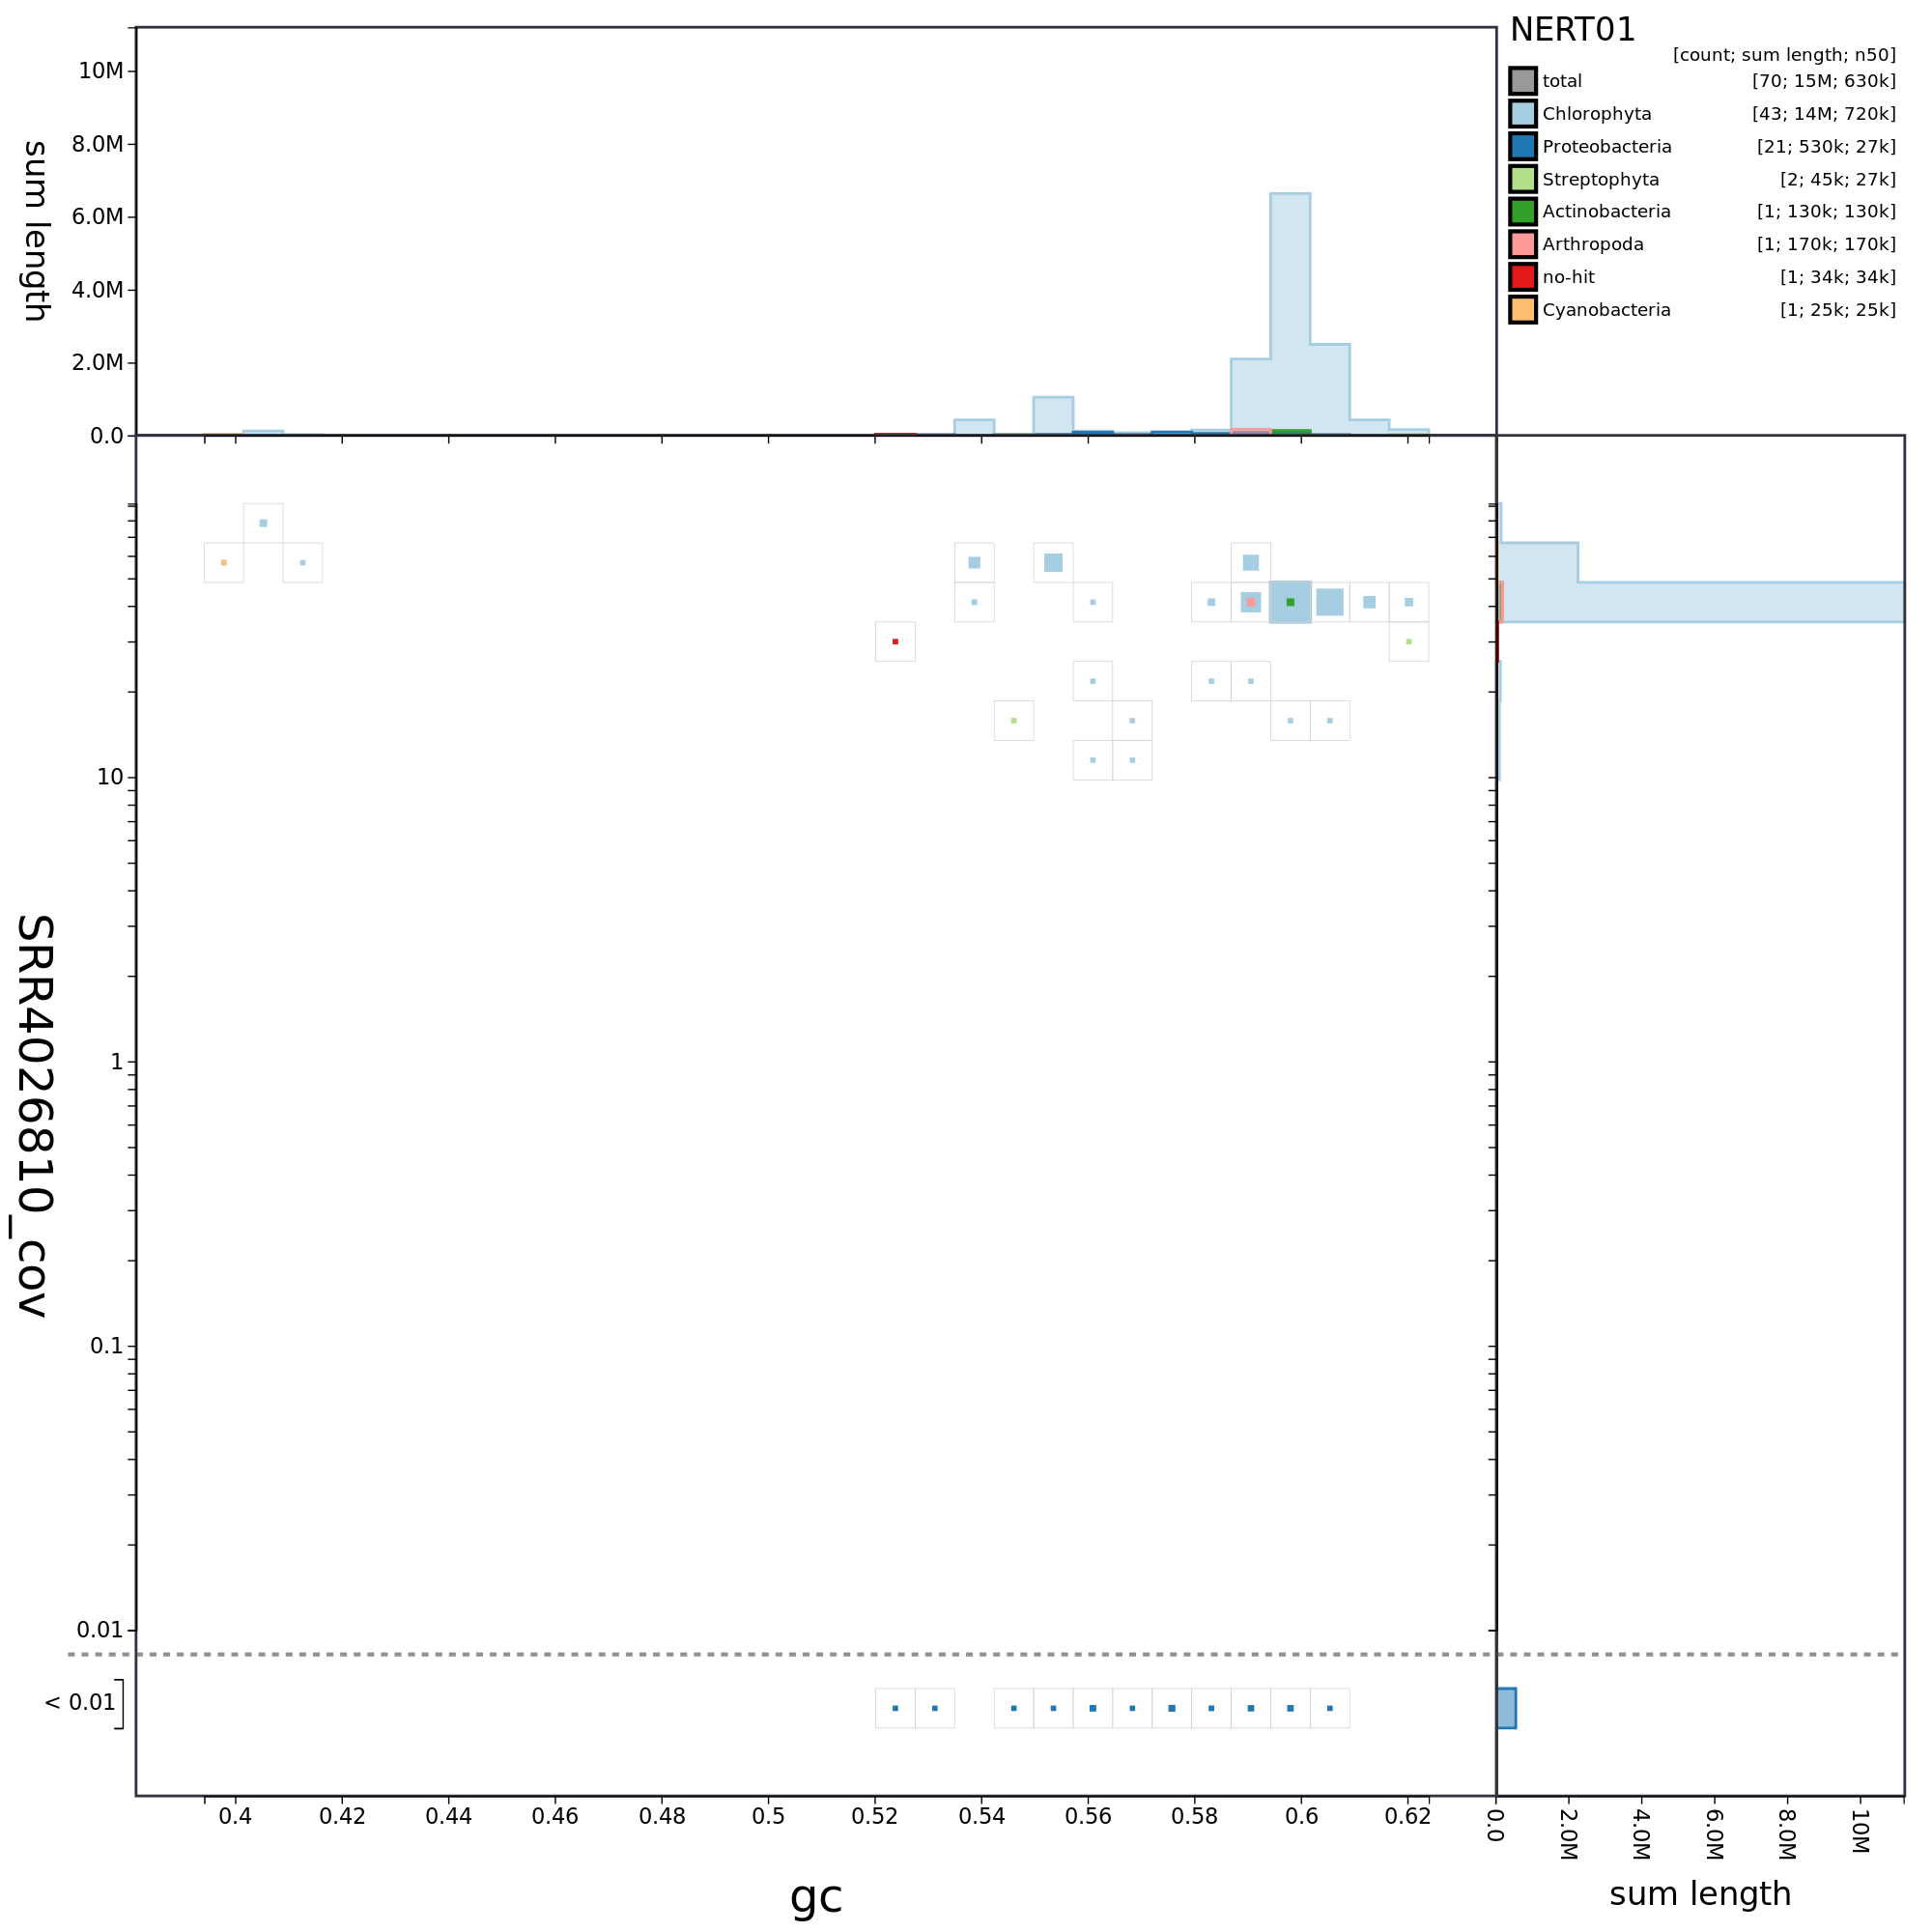 NERT01
[count; sum length; n50]
total [70; 15M; 630k]
Chlorophyta [43; 14M; 720k]
Proteobacteria [21; 530k; 27k]
Streptophyta [2; 45k; 27k]
Actinobacteria [1; 130k; 130k]
Arthropoda [1; 170k; 170k]
no-hit [1; 34k; 34k]
Cyanobacteria [1; 25k; 25k]
sum length
10M
8.0M
6.0M
4.0M
2.0M
0.0
SRR4026810_cov
10
1
0.1
0.01
< 0.01
0.4 0.42 0.44 0.46 0.48 0.5 0.52 0.54 0.56 0.58 0.6 0.62
gc
0.0 2.0M 4.0M 6.0M 8.0M 10M
sum length